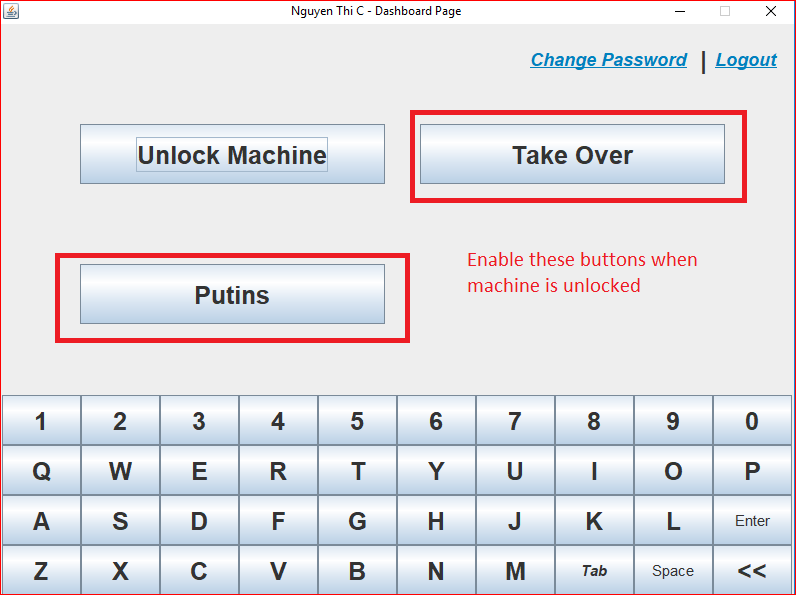 Nguyen Thi C - Dashboard Page
Change Password | Logout
Unlock Machine Take Over
Enable these buttons when
machine is unlocked
Putins
1 2 3 4 5 6 7 8 9 0
Q W E R T Y U I O P
A S D F G H J K L Enter
Z X C V B N M Tab Space <<